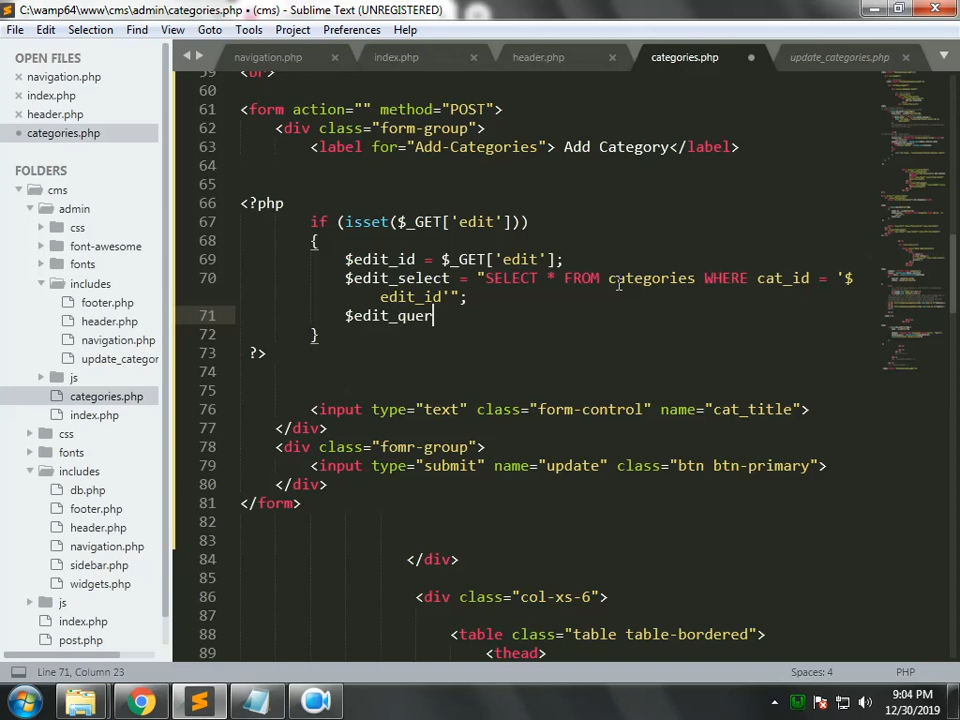 C:\wamp64\www\cms\admin\categories.php • (cms) - Sublime Text (UNREGISTERED)
File Edit Selection Find View Goto Tools Project Preferences Help
OPEN FILES
navigation.php
index.php
header.php
categories.php
FOLDERS
cms
admin
css
font-awesome
fonts
includes
footer.php
header.php
navigation.php
update_categor
js
categories.php
index.php
css
fonts
includes
db.php
footer.php
header.php
navigation.php
sidebar.php
widgets.php
js
index.php
post.php
navigation.php × index.php × header.php × categories.php • update_categories.php ×
59 <br>
60
61 <form action="" method="POST">
62 <div class="form-group">
63 <label for="Add-Categories"> Add Category</label>
64
65
66 <?php
67 if (isset($_GET['edit']))
68 {
69 $edit_id = $_GET['edit'];
70 $edit_select = "SELECT * FROM categories WHERE cat_id = '$
edit_id'";
71 $edit_quer
72 }
73 ?>
74
75
76 <input type="text" class="form-control" name="cat_title">
77 </div>
78 <div class="fomr-group">
79 <input type="submit" name="update" class="btn btn-primary">
80 </div>
81 </form>
82
83
84 </div>
85
86 <div class="col-xs-6">
87
88 <table class="table table-bordered">
89 <thead>
Line 71, Column 23
Spaces: 4
PHP
9:04 PM
12/30/2019